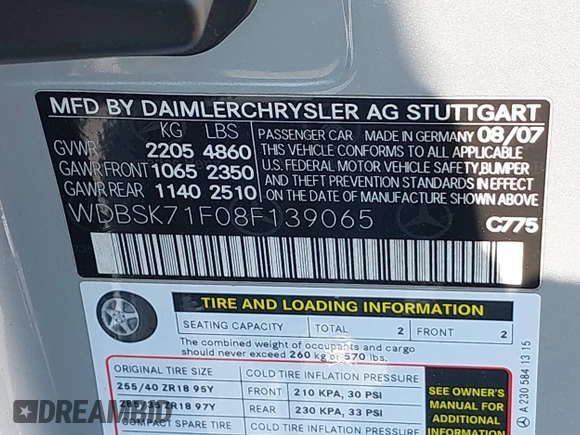 MFD BY DAIMLERCHRYSLER AG STUTTGART
KG LBS
GVWR 2205 4860
GAWR FRONT 1065 2350
GAWR REAR 1140 2510
PASSENGER CAR MADE IN GERMANY 08/07
THIS VEHICLE CONFORMS TO ALL APPLICABLE
U.S. FEDERAL MOTOR VEHICLE SAFETY, BUMPER
AND THEFT PREVENTION STANDARDS IN EFFECT
ON THE DATE OF MANUFACTURE SHOWN ABOVE
WDBSK71F08F139065
C775
TIRE AND LOADING INFORMATION
SEATING CAPACITY TOTAL 2 FRONT 2
The combined weight of occupants and cargo
should never exceed 260 kg or 570 lbs.
ORIGINAL TIRE SIZE COLD TIRE INFLATION PRESSURE
255/40 ZR18 95Y FRONT 210 KPA, 30 PSI
285/35 ZR18 97Y REAR 230 KPA, 33 PSI
COMPACT SPARE TIRE COLD TIRE INFLATION PRESSURE
SEE OWNER'S
MANUAL FOR
ADDITIONAL
INFORMATION
A 230 584 13 15
DREAMBID